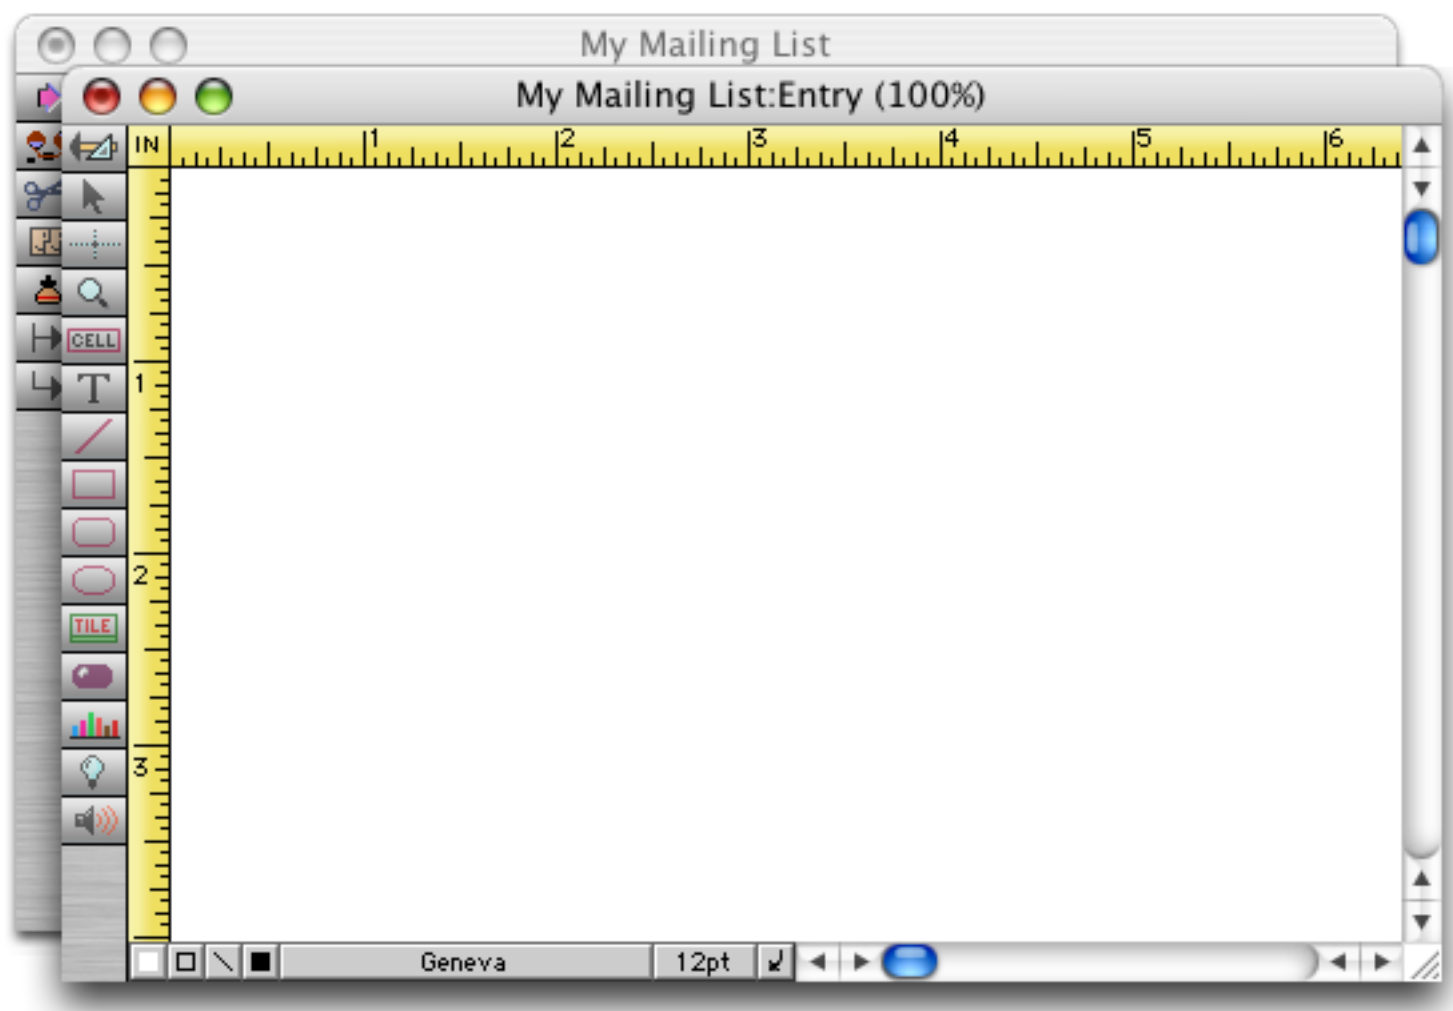 My Mailing List
My Mailing List:Entry (100%)
IN 1 2 3 4 5 6
CELL
T
1
2
TILE
3
Geneva 12pt